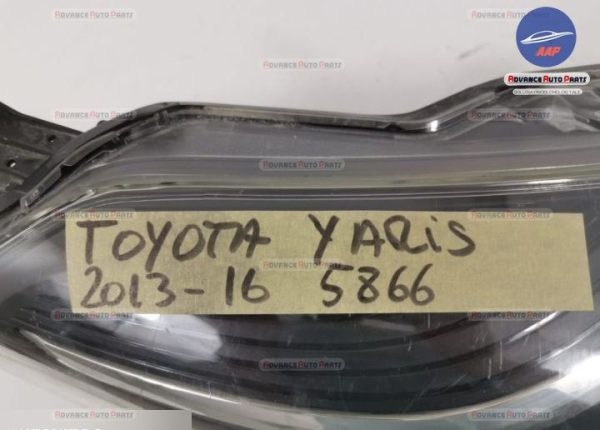 AAP
ADVANCE AUTO PARTS
TOYOTA YARiS
2013-16 5866